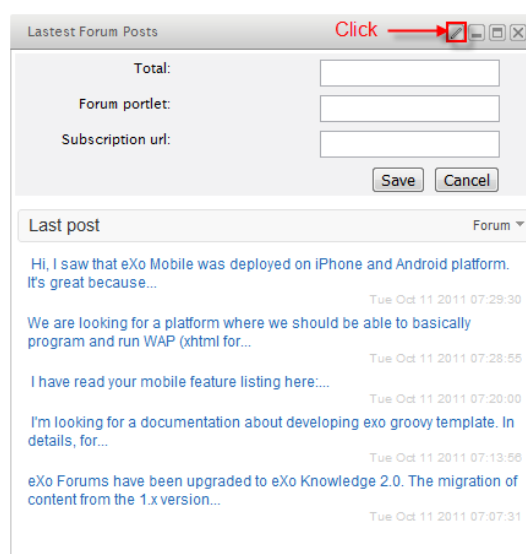 Lastest Forum Posts
Click
Total:
Forum portlet:
Subscription url:
Save Cancel
Last post
Forum
Hi, I saw that eXo Mobile was deployed on iPhone and Android platform.
It's great because...
Tue Oct 11 2011 07:29:30
We are looking for a platform where we should be able to basically
program and run WAP (xhtml for...
Tue Oct 11 2011 07:28:55
I have read your mobile feature listing here:...
Tue Oct 11 2011 07:20:00
I'm looking for a documentation about developing exo groovy template. In
details, for...
Tue Oct 11 2011 07:13:56
eXo Forums have been upgraded to eXo Knowledge 2.0. The migration of
content from the 1.x version...
Tue Oct 11 2011 07:07:31